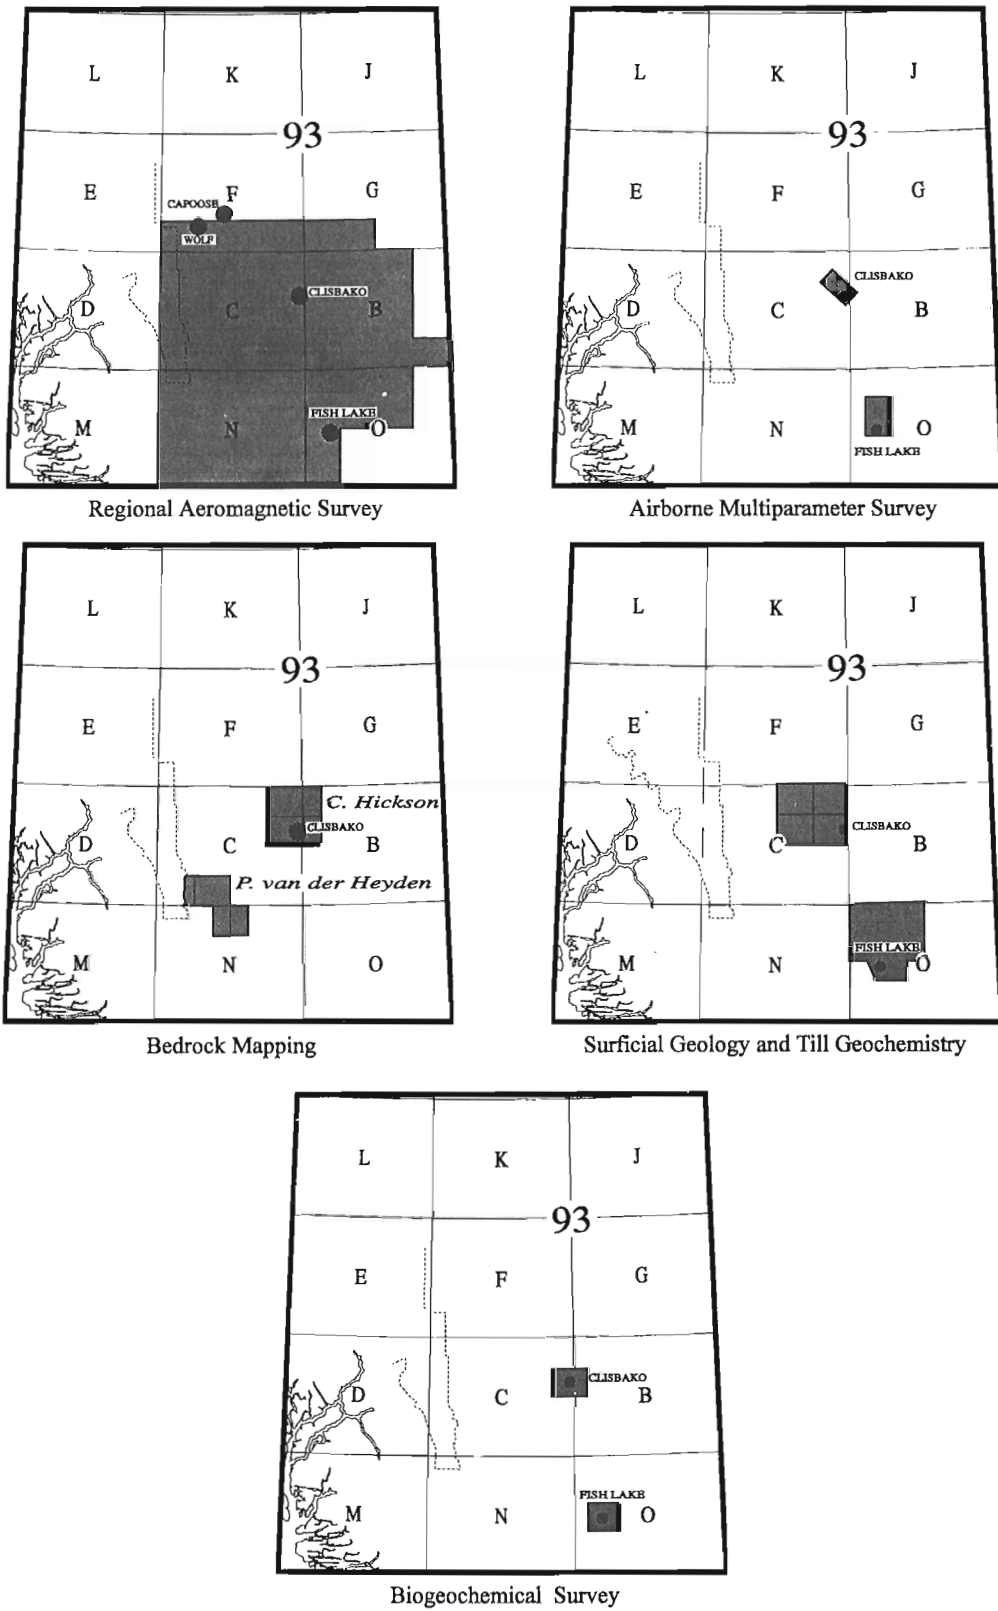 L K J
93
E F G
CAPOOSE
WOLF
CLISBAKO
D C B
FISH LAKE
M N O
Regional Aeromagnetic Survey
L K J
93
E F G
CLISBAKO
D C B
M N O
FISH LAKE
Airborne Multiparameter Survey
L K J
93
E F G
C. Hickson
CLISBAKO
D C B
P. van der Heyden
M N O
Bedrock Mapping
L K J
93
E F G
CLISBAKO
D C B
FISH LAKE
M N O
Surficial Geology and Till Geochemistry
L K J
93
E F G
CLISBAKO
D C B
FISH LAKE
M N O
Biogeochemical Survey